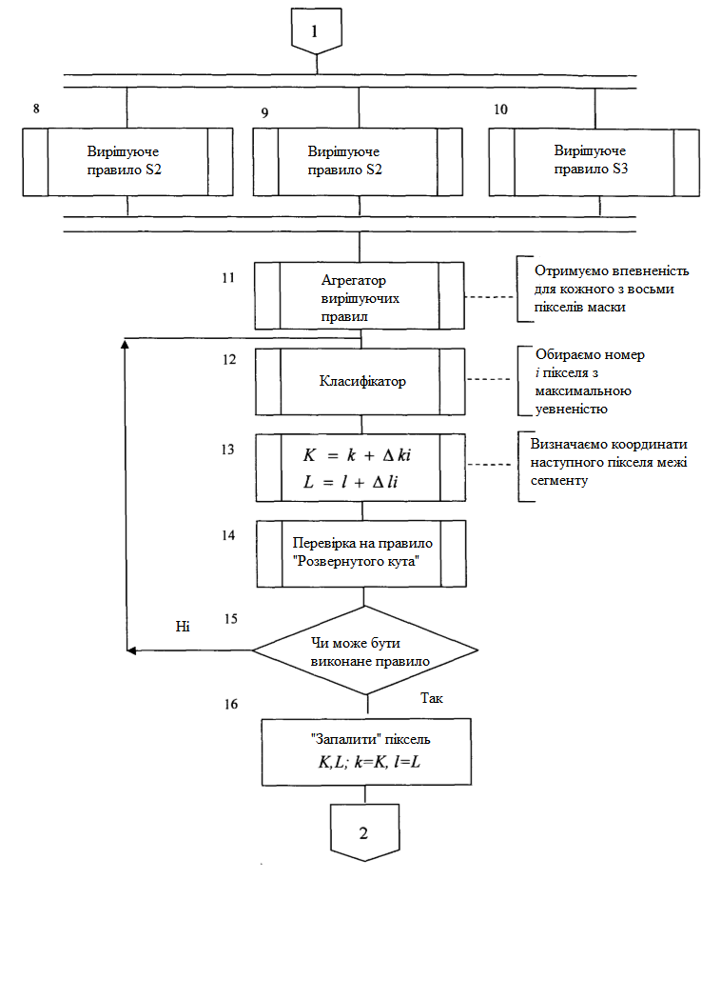 1
8
9
10
Вирішуюче
правило S2
Вирішуюче
правило S2
Вирішуюче
правило S3
11
Агрегатор
вирішуючих
правил
Отримуємо впевненість
для кожного з восьми
пікселів маски
12
Класифікатор
Обираємо номер
i пікселя з
максимальною
уевненістю
13
K = k + Δki
L = l + Δli
Визначаємо координати
наступного пікселя межі
сегменту
14
Перевірка на правило
"Розвернутого кута"
15
Ні
Чи може бути
виконане правило
Так
16
"Запалити" піксель
K,L; k=K, l=L
2